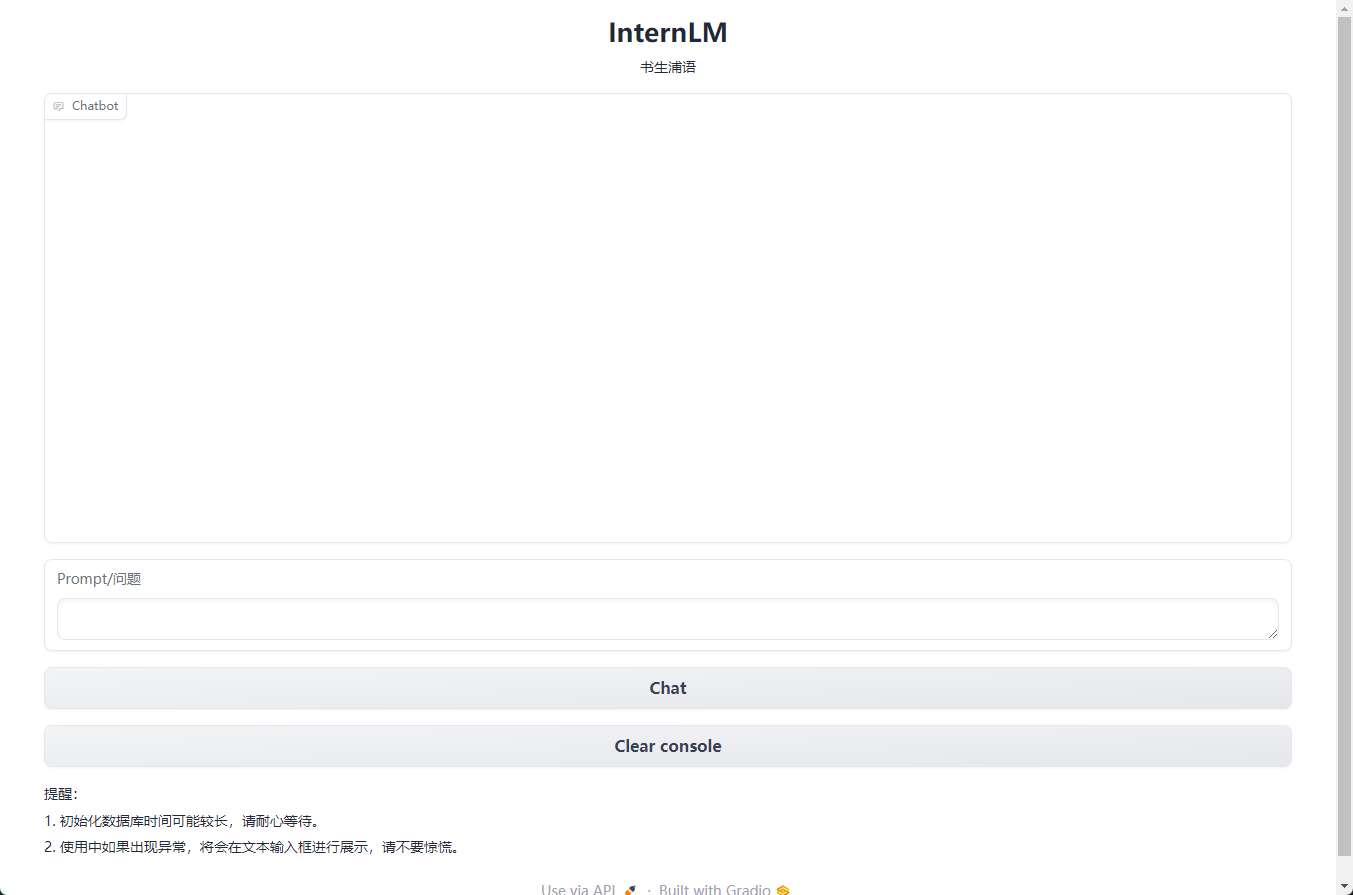 InternLM
书生浦语
Chatbot
Prompt/问题
Chat
Clear console
提醒：
1. 初始化数据库时间可能较长，请耐心等待。
2. 使用中如果出现异常，将会在文本输入框进行展示，请不要惊慌。
Use via API · Built with Gradio